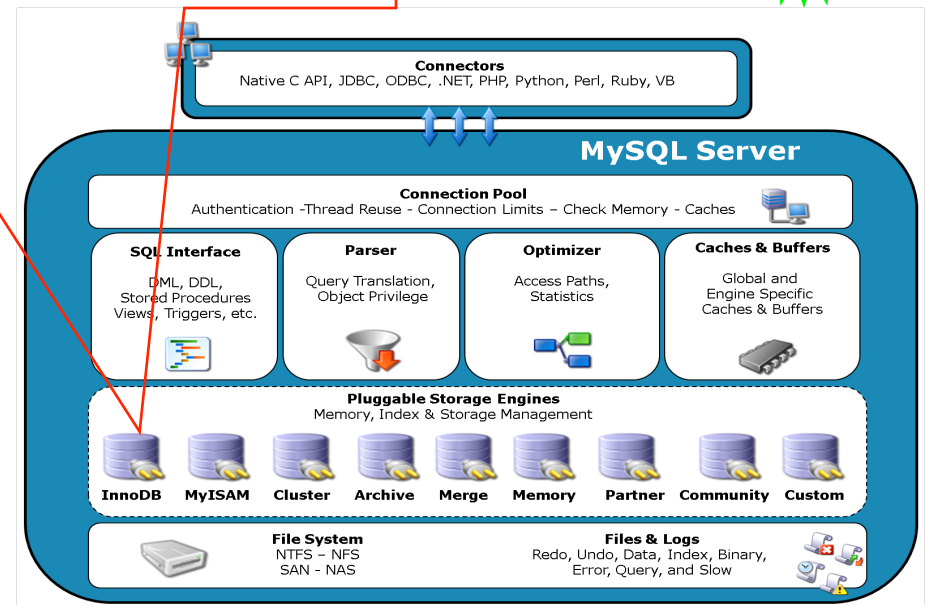 Connectors
Native C API, JDBC, ODBC, .NET, PHP, Python, Perl, Ruby, VB
MySQL Server
Connection Pool
Authentication -Thread Reuse - Connection Limits – Check Memory - Caches
SQL Interface
DML, DDL,
Stored Procedures
Views, Triggers, etc.
Parser
Query Translation,
Object Privilege
Optimizer
Access Paths,
Statistics
Caches & Buffers
Global and
Engine Specific
Caches & Buffers
Pluggable Storage Engines
Memory, Index & Storage Management
InnoDB
MyISAM
Cluster
Archive
Merge
Memory
Partner
Community
Custom
File System
NTFS – NFS
SAN - NAS
Files & Logs
Redo, Undo, Data, Index, Binary,
Error, Query, and Slow